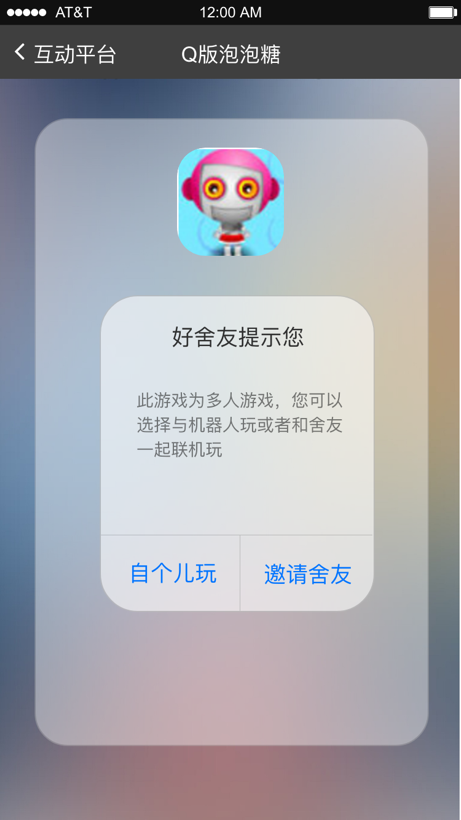 AT&T 12:00 AM
互动平台 Q版泡泡糖
好舍友提示您
此游戏为多人游戏，您可以
选择与机器人玩或者和舍友
一起联机玩
自个儿玩 邀请舍友